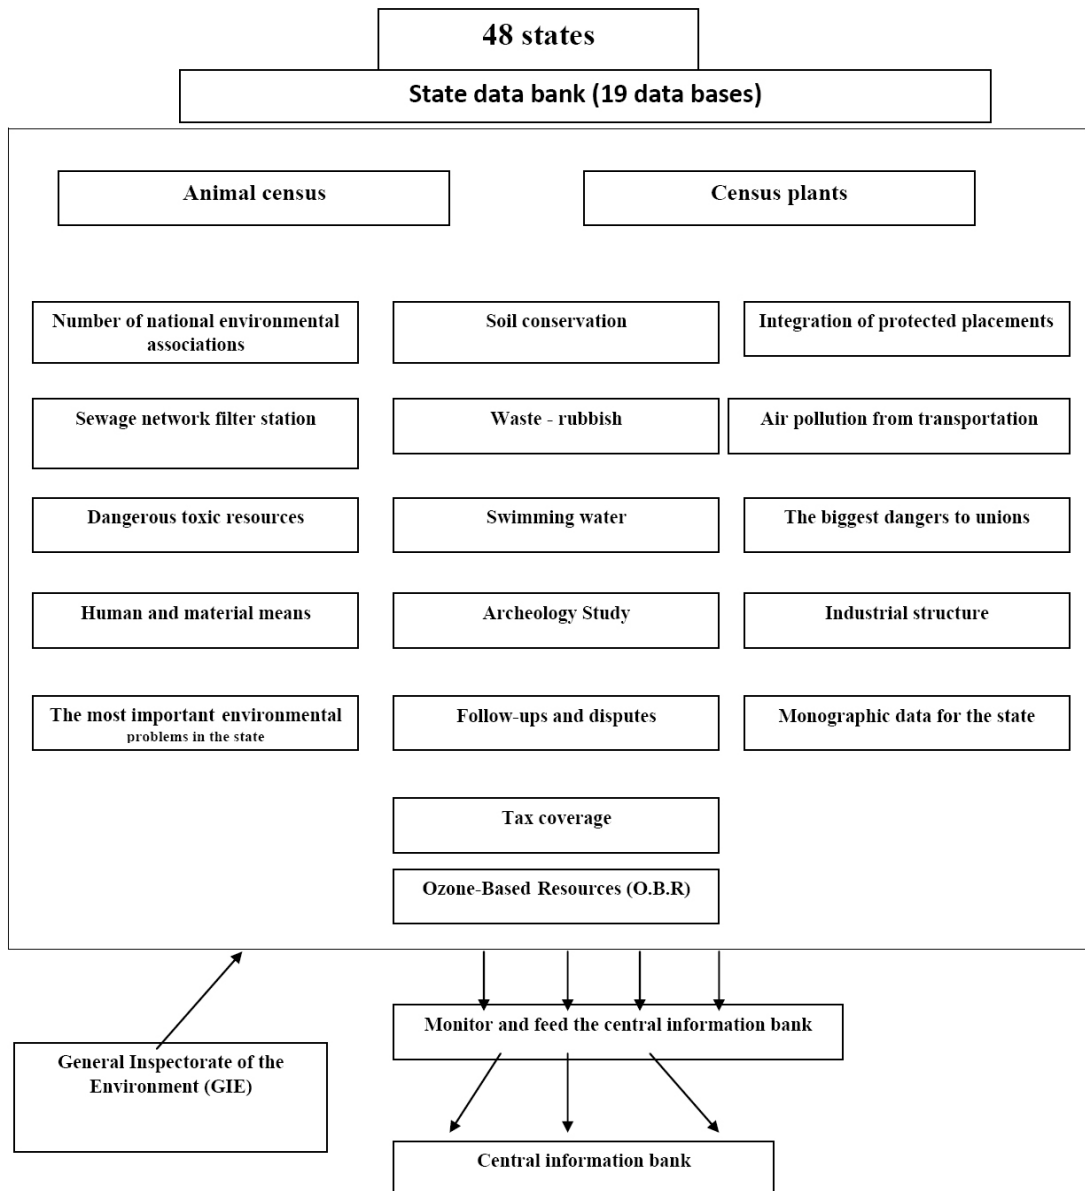 48 states
State data bank (19 data bases)
Animal census
Census plants
Number of national environmental
associations
Soil conservation
Integration of protected placements
Sewage network filter station
Waste - rubbish
Air pollution from transportation
Dangerous toxic resources
Swimming water
The biggest dangers to unions
Human and material means
Archeology Study
Industrial structure
The most important environmental
problems in the state
Follow-ups and disputes
Monographic data for the state
Tax coverage
Ozone-Based Resources (O.B.R)
Monitor and feed the central information bank
General Inspectorate of the
Environment (GIE)
Central information bank